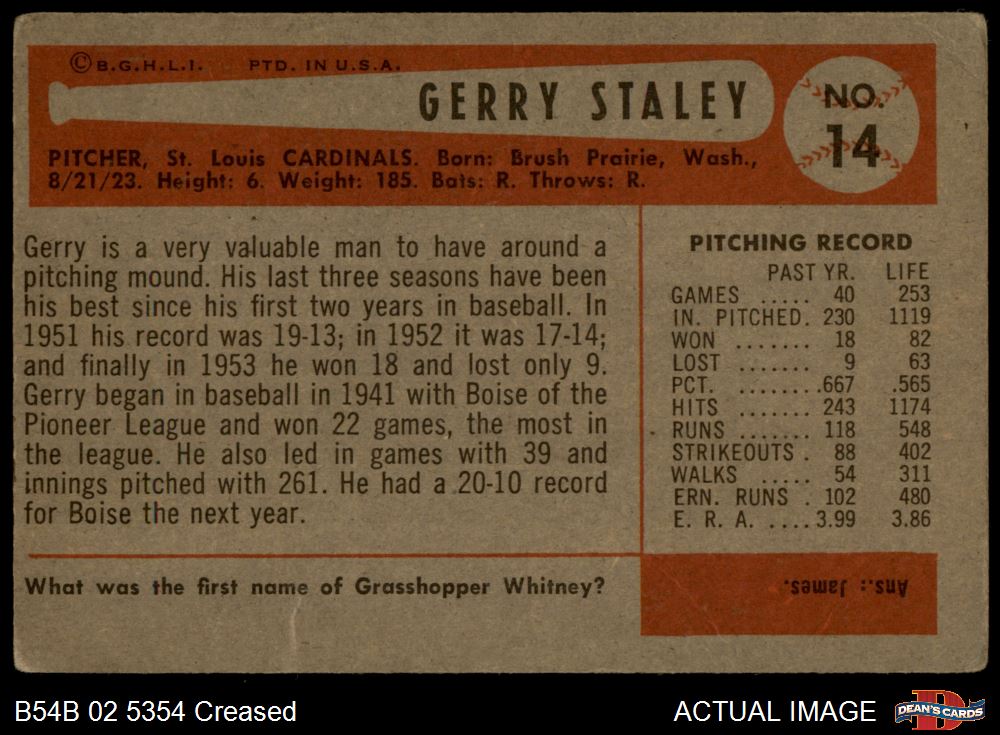 ©B.G.H.L.I. PTD. IN U.S.A.
GERRY STALEY
NO.
14
PITCHER, St. Louis CARDINALS. Born: Brush Prairie, Wash.,
8/21/23. Height: 6. Weight: 185. Bats: R. Throws: R.
Gerry is a very valuable man to have around a
pitching mound. His last three seasons have been
his best since his first two years in baseball. In
1951 his record was 19-13; in 1952 it was 17-14;
and finally in 1953 he won 18 and lost only 9.
Gerry began in baseball in 1941 with Boise of the
Pioneer League and won 22 games, the most in
the league. He also led in games with 39 and
innings pitched with 261. He had a 20-10 record
for Boise the next year.
PITCHING RECORD
PAST YR. LIFE
GAMES ..... 40 253
IN. PITCHED. 230 1119
WON ....... 18 82
LOST ....... 9 63
PCT. ....... .667 .565
HITS ....... 243 1174
RUNS ....... 118 548
STRIKEOUTS . 88 402
WALKS ..... 54 311
ERN. RUNS . 102 480
E. R. A. .... 3.99 3.86
What was the first name of Grasshopper Whitney?
Ans.: James.
B54B 02 5354 Creased
ACTUAL IMAGE
DEAN'S CARDS